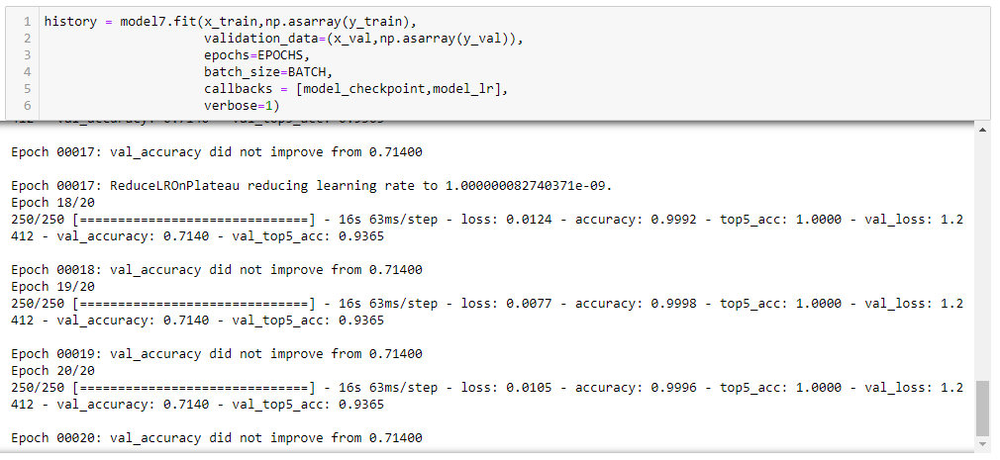 1 history = model7.fit(x_train,np.asarray(y_train),
2 validation_data=(x_val,np.asarray(y_val)),
3 epochs=EPOCHS,
4 batch_size=BATCH,
5 callbacks = [model_checkpoint,model_lr],
6 verbose=1)
412 - val_accuracy: 0.7140 - val_top5_acc: 0.9365
Epoch 00017: val_accuracy did not improve from 0.71400
Epoch 00017: ReduceLROnPlateau reducing learning rate to 1.000000082740371e-09.
Epoch 18/20
250/250 [==============================] - 16s 63ms/step - loss: 0.0124 - accuracy: 0.9992 - top5_acc: 1.0000 - val_loss: 1.2
412 - val_accuracy: 0.7140 - val_top5_acc: 0.9365
Epoch 00018: val_accuracy did not improve from 0.71400
Epoch 19/20
250/250 [==============================] - 16s 63ms/step - loss: 0.0077 - accuracy: 0.9998 - top5_acc: 1.0000 - val_loss: 1.2
412 - val_accuracy: 0.7140 - val_top5_acc: 0.9365
Epoch 00019: val_accuracy did not improve from 0.71400
Epoch 20/20
250/250 [==============================] - 16s 63ms/step - loss: 0.0105 - accuracy: 0.9996 - top5_acc: 1.0000 - val_loss: 1.2
412 - val_accuracy: 0.7140 - val_top5_acc: 0.9365
Epoch 00020: val_accuracy did not improve from 0.71400